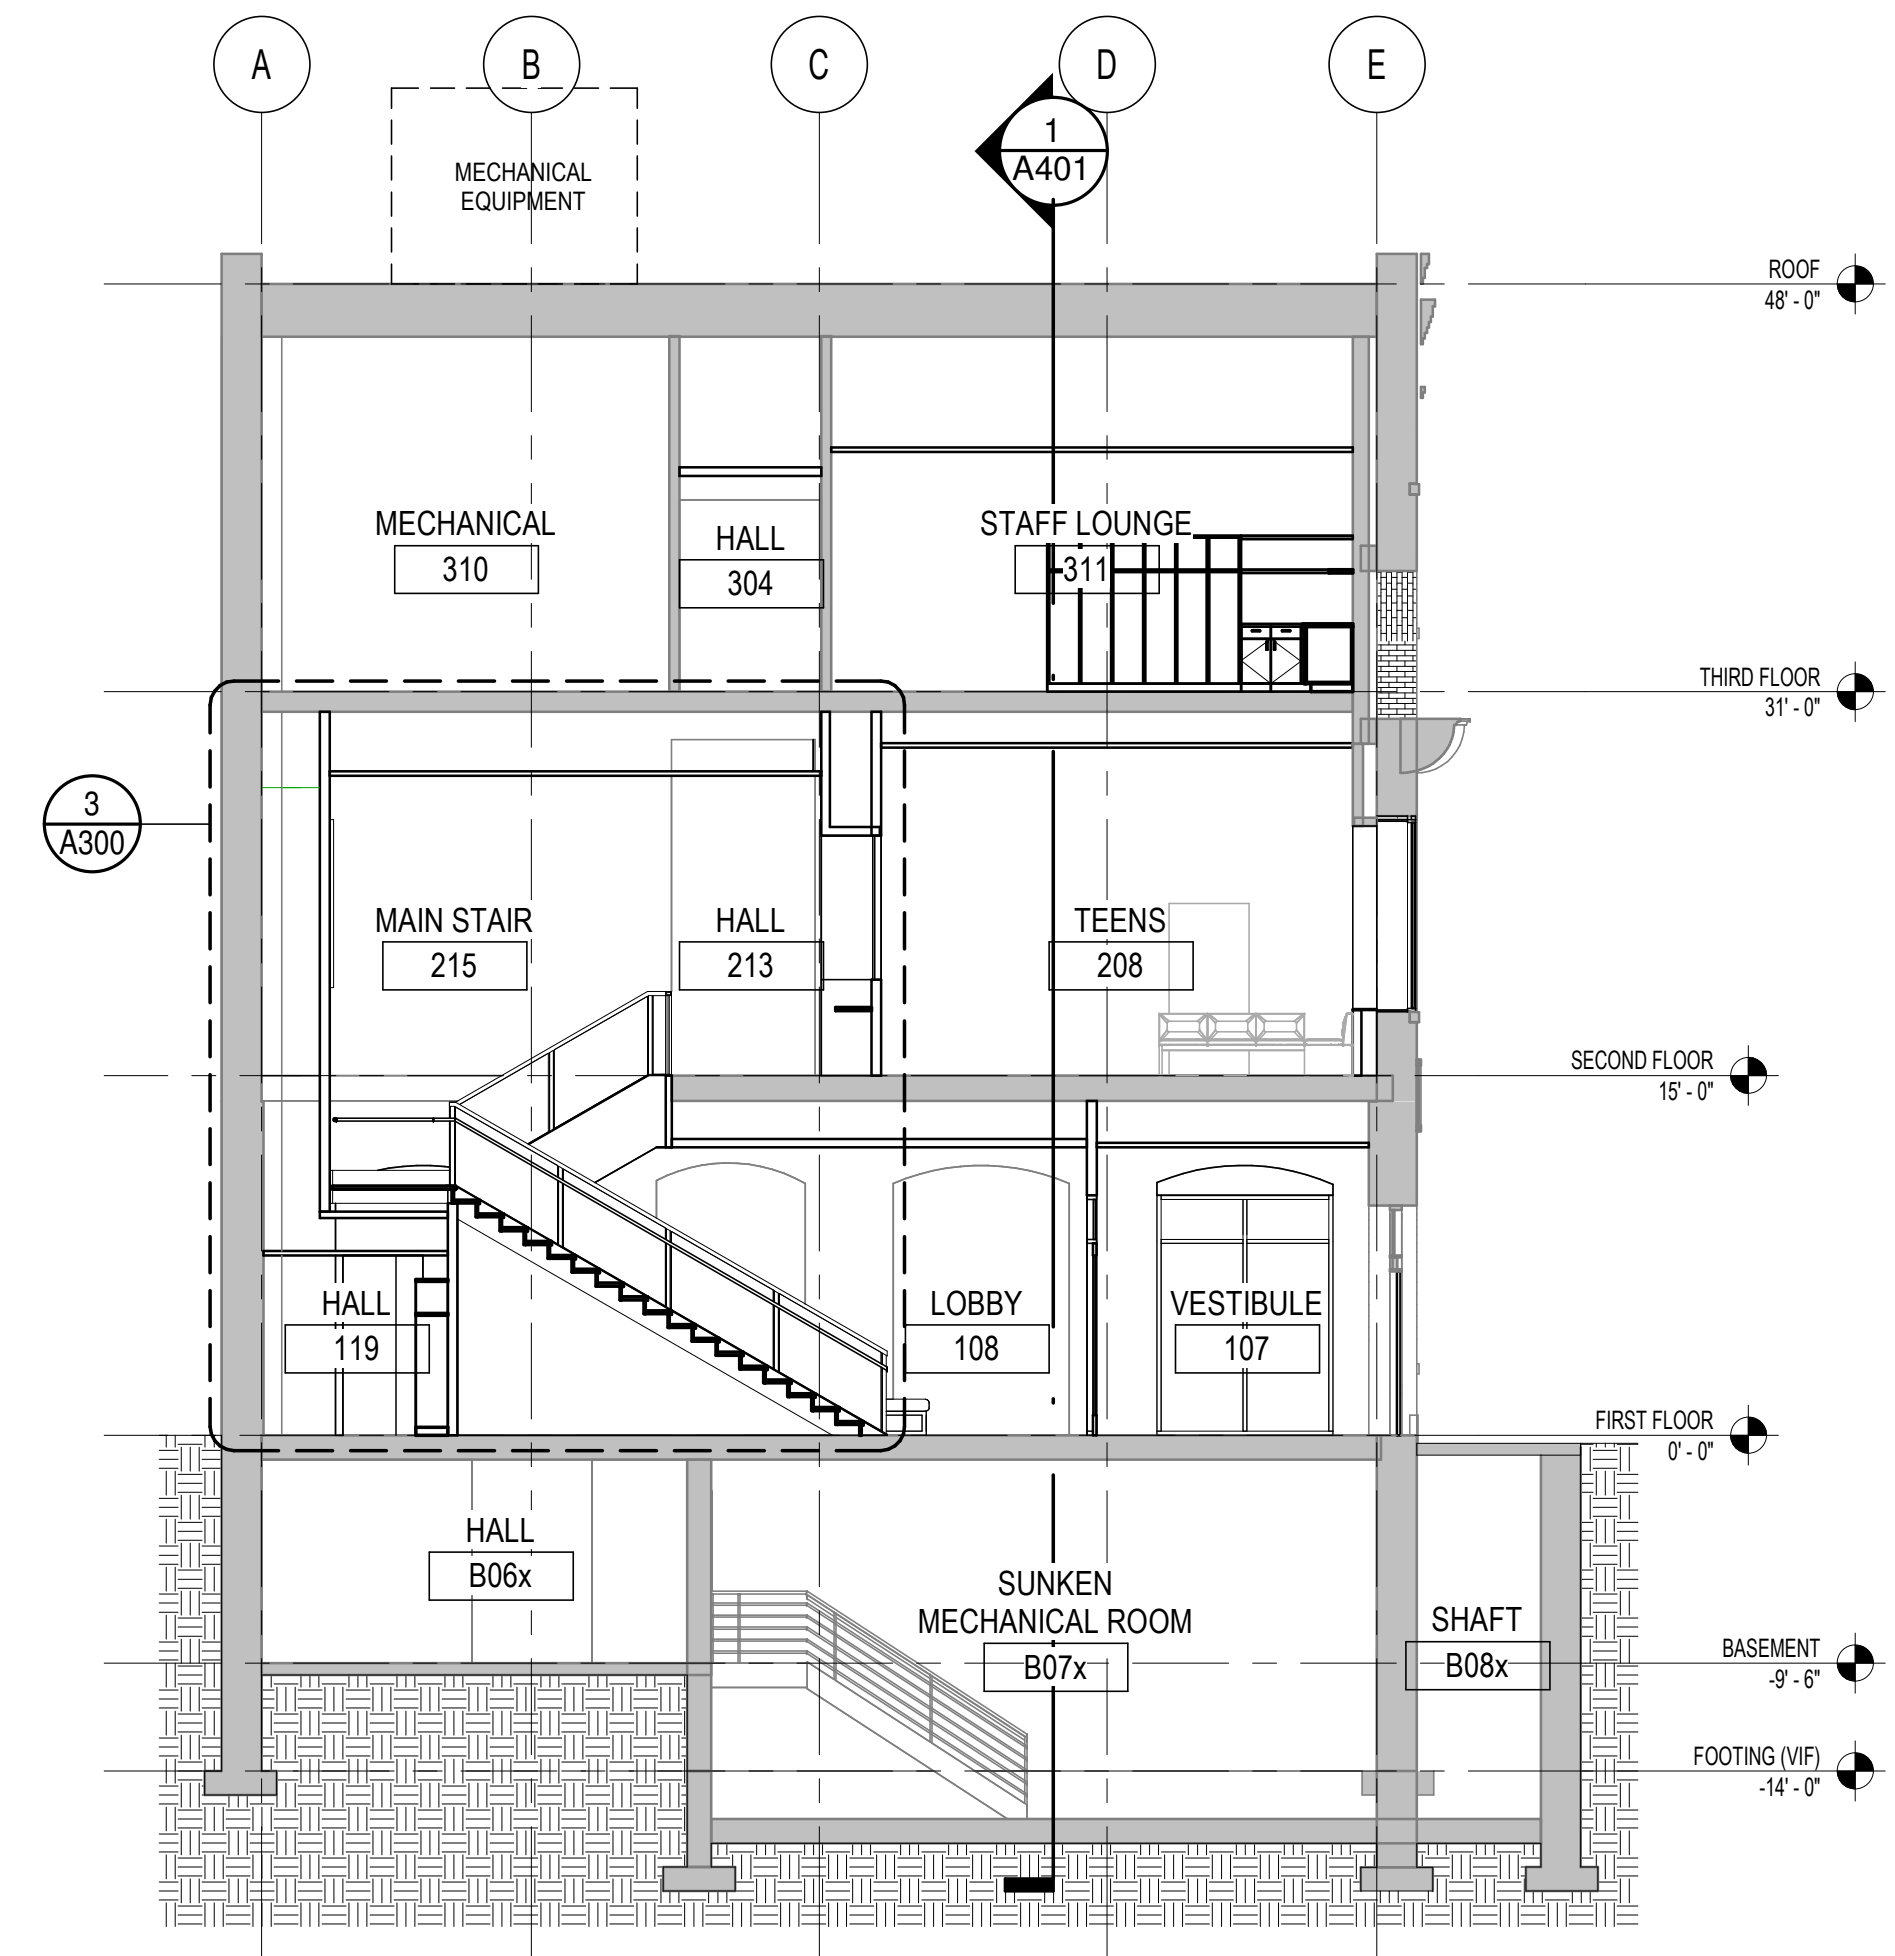 A
B
C
D
E
1
A401
MECHANICAL
EQUIPMENT
ROOF
48' - 0"
MECHANICAL
310
HALL
304
STAFF LOUNGE
311
THIRD FLOOR
31' - 0"
3
A300
MAIN STAIR
215
HALL
213
TEENS
208
SECOND FLOOR
15' - 0"
HALL
119
LOBBY
108
VESTIBULE
107
FIRST FLOOR
0' - 0"
HALL
B06x
SUNKEN
MECHANICAL ROOM
B07x
SHAFT
B08x
BASEMENT
-9' - 6"
FOOTING (VIF)
-14' - 0"